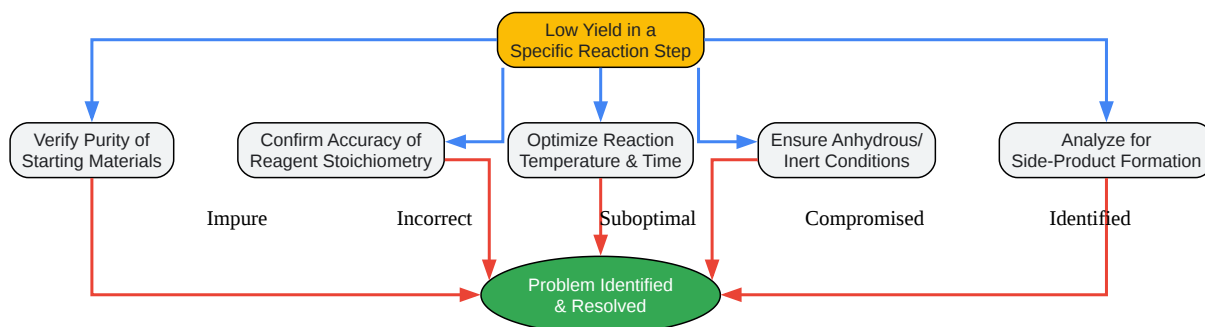 Low Yield in a
Specific Reaction Step
Verify Purity of
Starting Materials
Confirm Accuracy of
Reagent Stoichiometry
Optimize Reaction
Temperature & Time
Ensure Anhydrous/
Inert Conditions
Analyze for
Side-Product Formation
Impure
Incorrect
Suboptimal
Compromised
Identified
Problem Identified
& Resolved